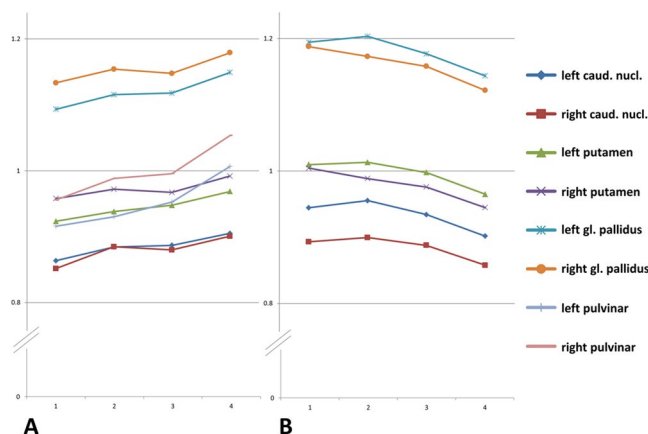 1.2
1
0.8
0
1 2 3 4
A
1.2
1
0.8
0
1 2 3 4
B
left caud. nucl.
right caud. nucl.
left putamen
right putamen
left gl. pallidus
right gl. pallidus
left pulvinar
right pulvinar